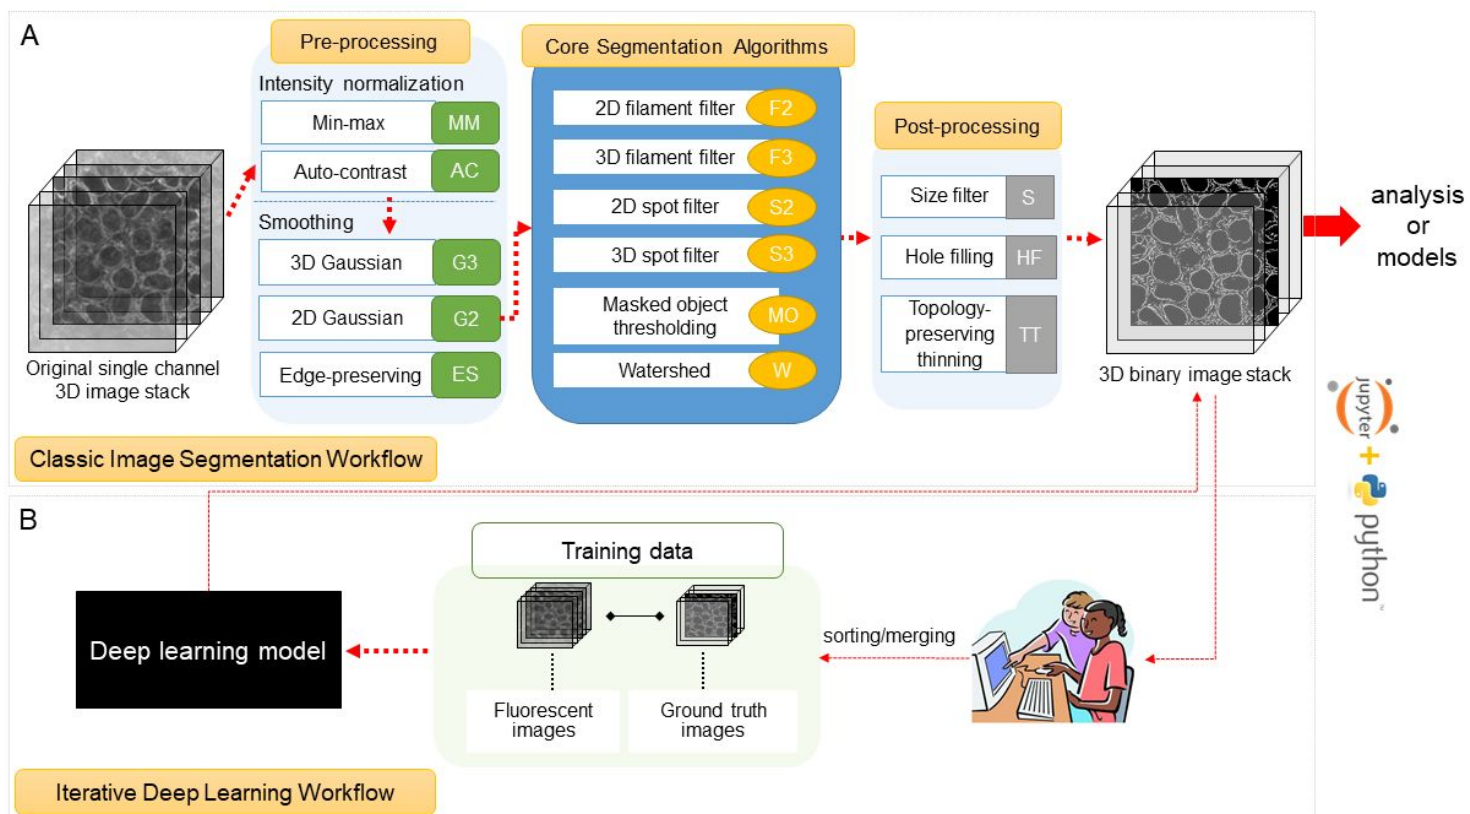 A
Pre-processing
Intensity normalization
Min-max
MM
Auto-contrast
AC
Smoothing
3D Gaussian
G3
2D Gaussian
G2
Edge-preserving
ES
Original single channel
3D image stack
Core Segmentation Algorithms
2D filament filter
F2
3D filament filter
F3
2D spot filter
S2
3D spot filter
S3
Masked object
thresholding
MO
Watershed
W
Post-processing
Size filter
S
Hole filling
HF
Topology-
preserving
thinning
TT
3D binary image stack
analysis
or
models
Classic Image Segmentation Workflow
jupyter
+
python™
B
Training data
Deep learning model
Fluorescent
images
Ground truth
images
sorting/merging
Iterative Deep Learning Workflow